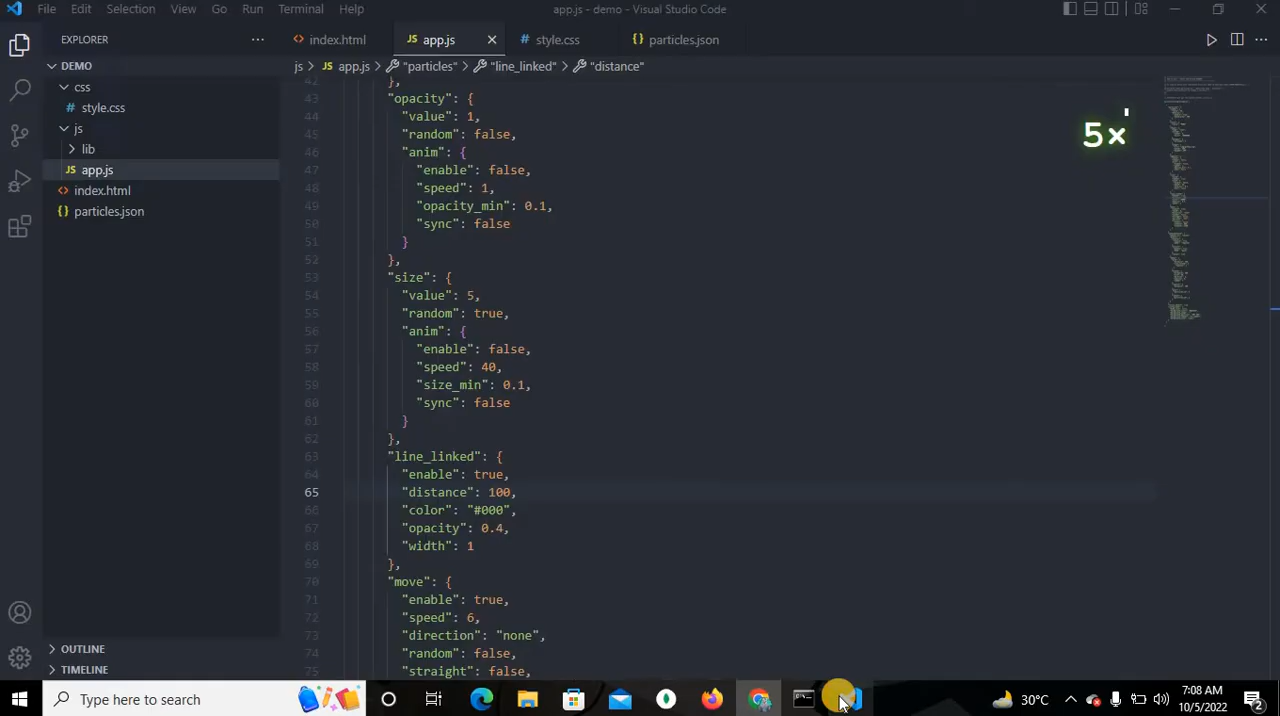 File Edit Selection View Go Run Terminal Help
app.js - demo - Visual Studio Code
EXPLORER
index.html
JS app.js
style.css
particles.json
DEMO
js > JS app.js > "particles" > "line_linked" > "distance"
css
style.css
js
lib
JS app.js
index.html
particles.json
42 },
43 "opacity": {
44 "value": 1,
45 "random": false,
46 "anim": {
47 "enable": false,
48 "speed": 1,
49 "opacity_min": 0.1,
50 "sync": false
51 }
52 },
53 "size": {
54 "value": 5,
55 "random": true,
56 "anim": {
57 "enable": false,
58 "speed": 40,
59 "size_min": 0.1,
60 "sync": false
61 }
62 },
63 "line_linked": {
64 "enable": true,
65 "distance": 100,
66 "color": "#000",
67 "opacity": 0.4,
68 "width": 1
69 },
70 "move": {
71 "enable": true,
72 "speed": 6,
73 "direction": "none",
74 "random": false,
75 "straight": false,
5×
OUTLINE
TIMELINE
Type here to search
30°C
7:08 AM
10/5/2022
2